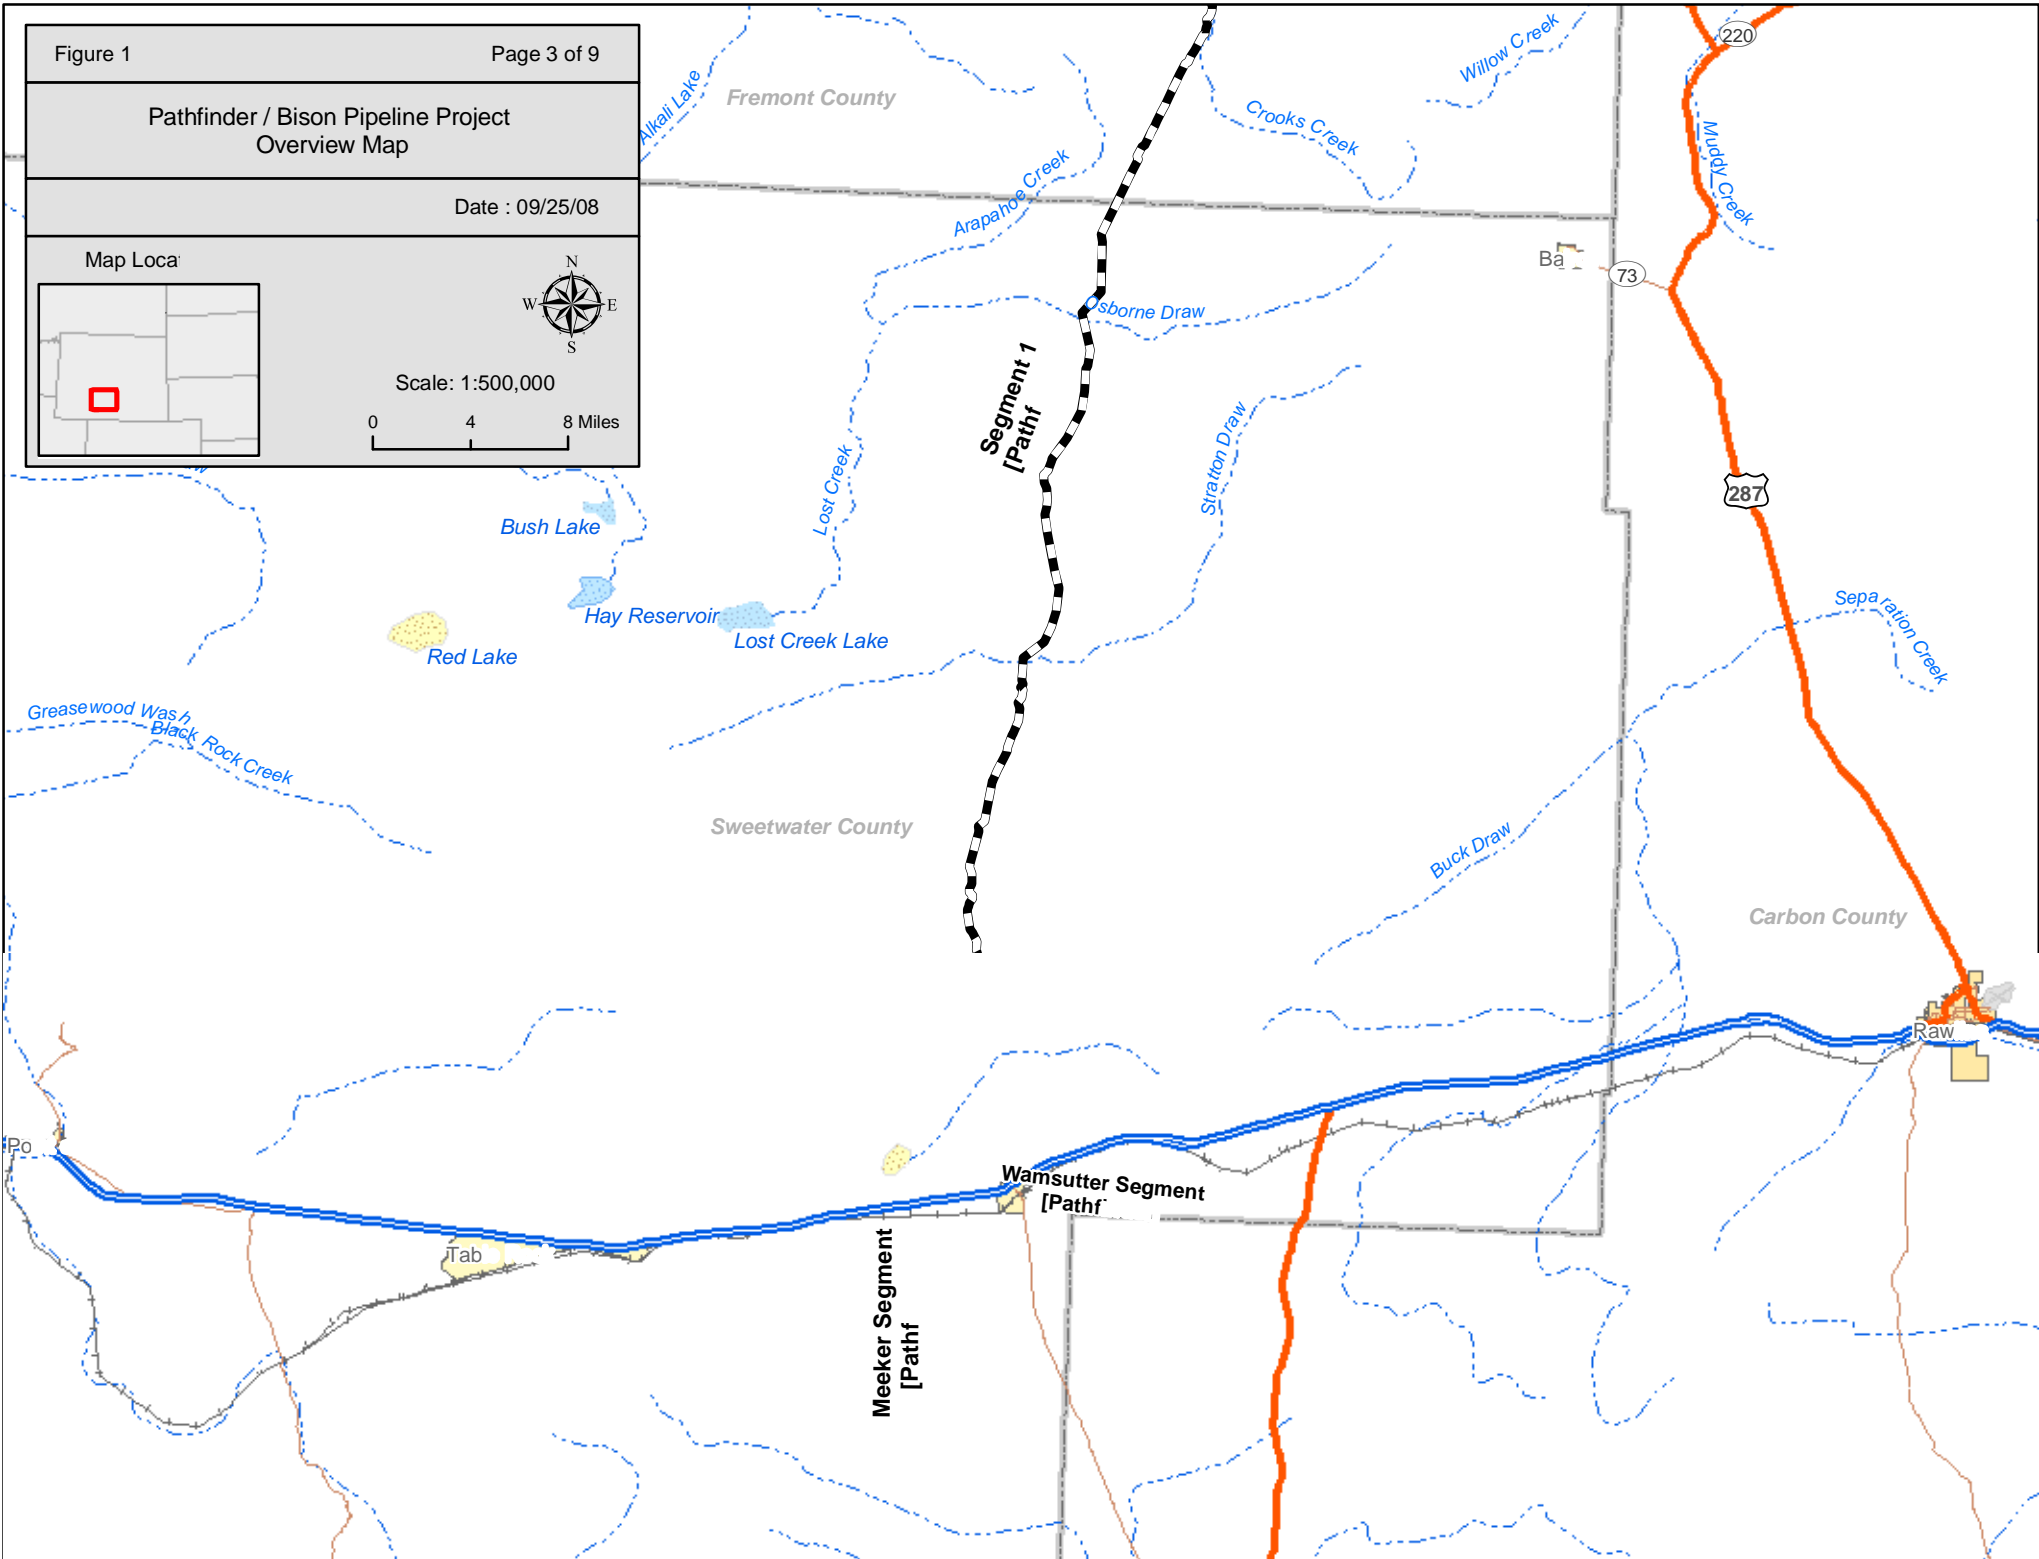 Figure 1
Page 3 of 9
Pathfinder / Bison Pipeline Project
Overview Map
Date : 09/25/08
Map Loca
N
W E
S
Scale: 1:500,000
0 4 8 Miles
Alkali Lake
Fremont County
Willow Creek
220
Crooks Creek
Muddy Creek
Arapahoe Creek
Ba
73
Osborne Draw
Segment 1
[Pathf
Stratton Draw
Lost Creek
287
Bush Lake
Hay Reservoir
Lost Creek Lake
Red Lake
Separation Creek
Greasewood Wash
Black Rock Creek
Sweetwater County
Buck Draw
Carbon County
Raw
Po
Wamsutter Segment
[Pathf
Tab
Meeker Segment
[Pathf